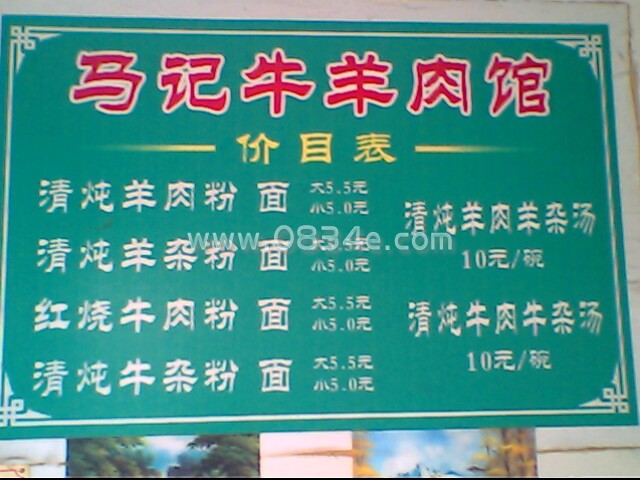 马记牛羊肉馆
价目表
清炖羊肉粉 面 大5.5元 小5.0元
清炖羊杂粉 面 大5.5元 小5.0元
红烧牛肉粉 面 大5.5元 小5.0元
清炖牛杂粉 面 大5.5元 小5.0元
清炖羊肉羊杂汤
10元/碗
清炖牛肉牛杂汤
10元/碗
www.0834e.com